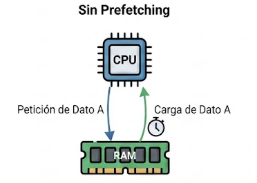 Sin Prefetching
CPU
Petición de Dato A
Carga de Dato A
RAM